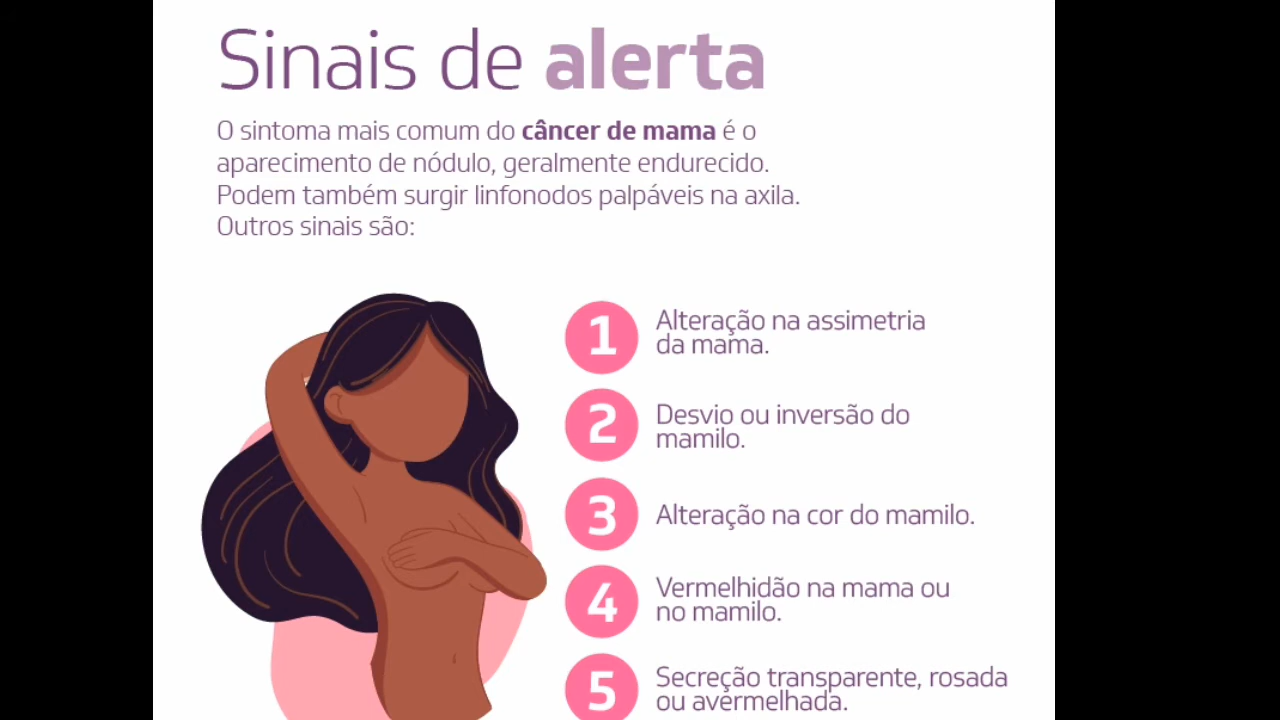 Sinais de alerta
O sintoma mais comum do câncer de mama é o
aparecimento de nódulo, geralmente endurecido.
Podem também surgir linfonodos palpáveis na axila.
Outros sinais são:
1 Alteração na assimetria
da mama.
2 Desvio ou inversão do
mamilo.
3 Alteração na cor do mamilo.
4 Vermelhidão na mama ou
no mamilo.
5 Secreção transparente, rosada
ou avermelhada.